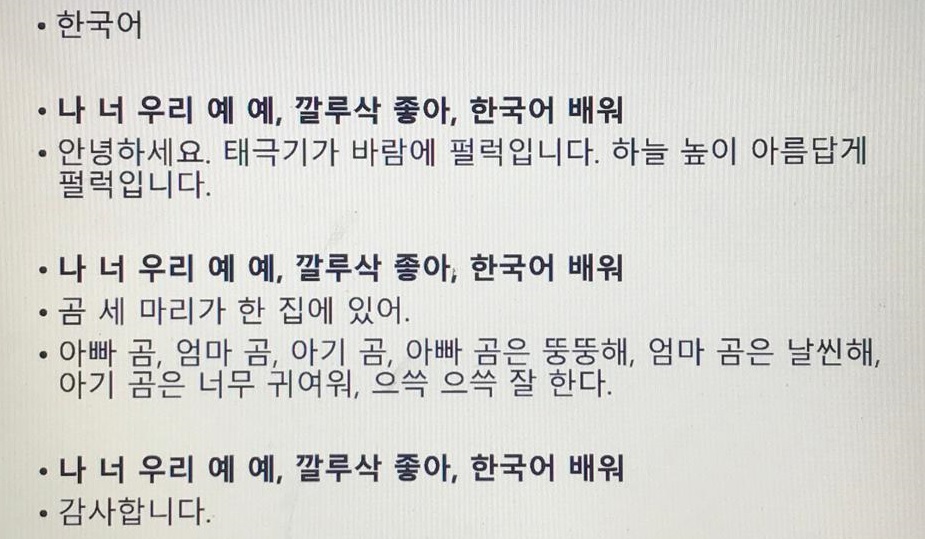 • 한국어
• 나 너 우리 예 예, 깔루삭 좋아, 한국어 배워
• 안녕하세요. 태극기가 바람에 펄럭입니다. 하늘 높이 아름답게
펄럭입니다.
• 나 너 우리 예 예, 깔루삭 좋아, 한국어 배워
• 곰 세 마리가 한 집에 있어.
• 아빠 곰, 엄마 곰, 아기 곰, 아빠 곰은 뚱뚱해, 엄마 곰은 날씬해,
아기 곰은 너무 귀여워, 으쓱 으쓱 잘 한다.
• 나 너 우리 예 예, 깔루삭 좋아, 한국어 배워
• 감사합니다.